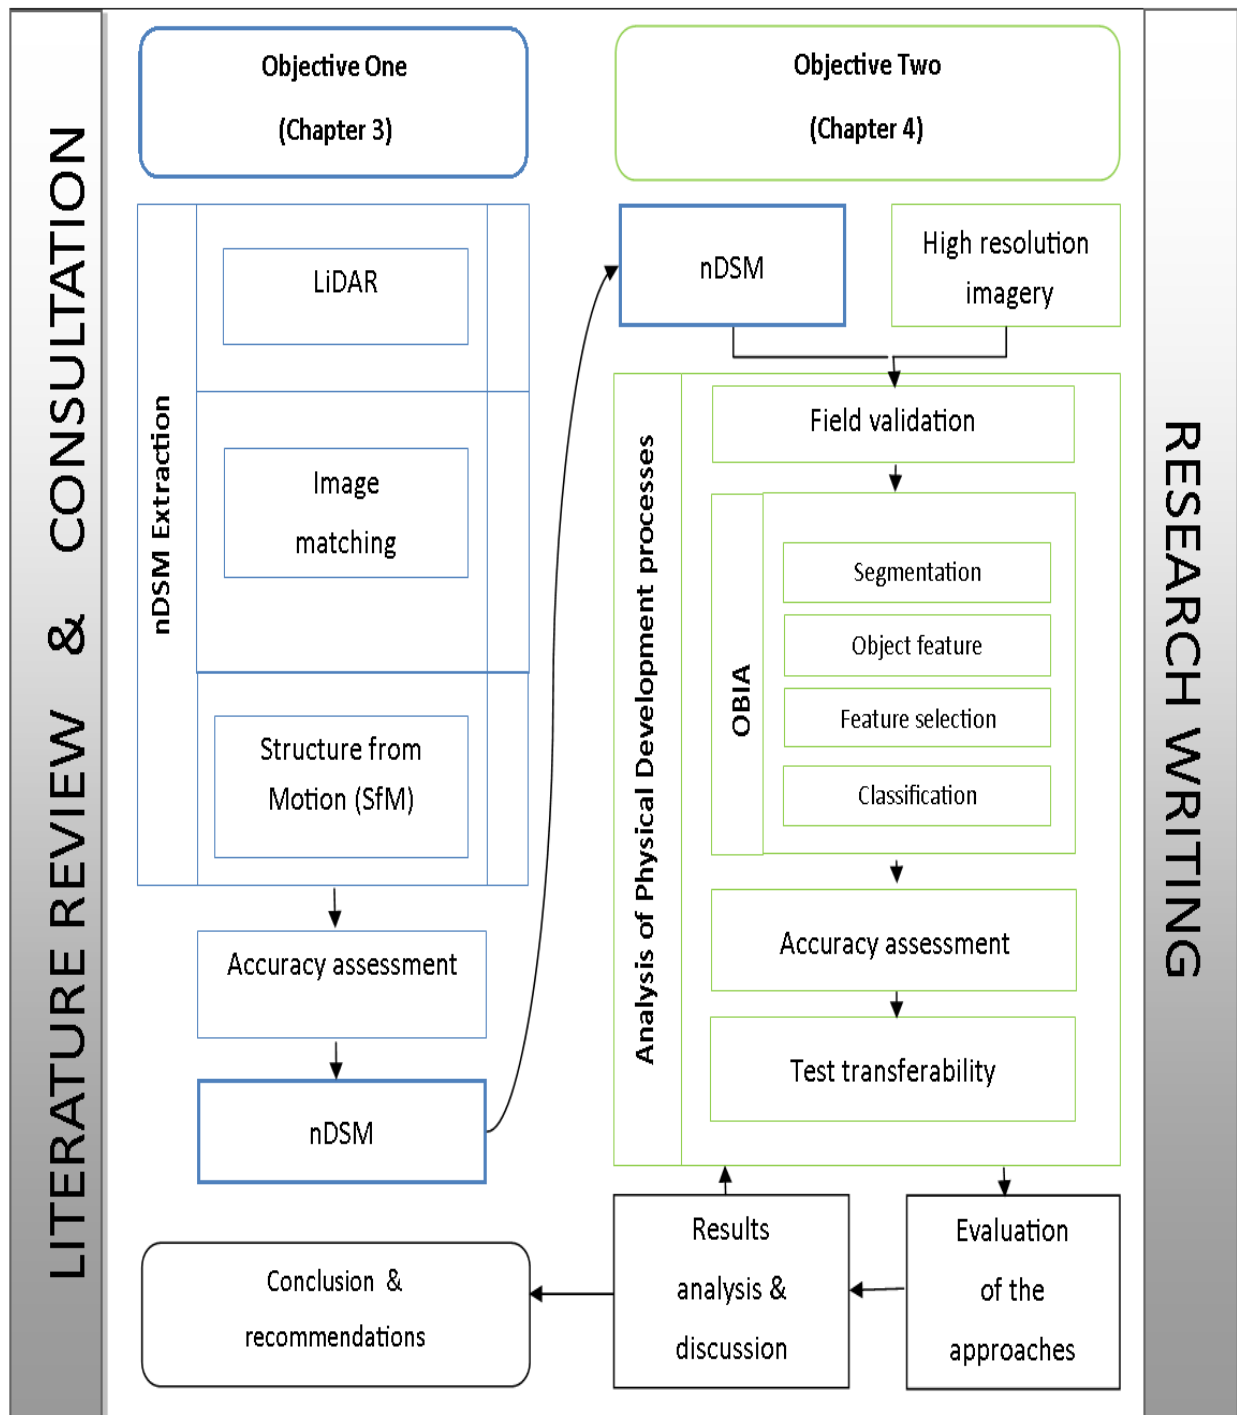 LITERATURE REVIEW & CONSULTATION
Objective One
(Chapter 3)
nDSM Extraction
LiDAR
Image
matching
Structure from
Motion (SfM)
Accuracy assessment
nDSM
Objective Two
(Chapter 4)
nDSM
High resolution
imagery
Analysis of Physical Development processes
Field validation
OBIA
Segmentation
Object feature
Feature selection
Classification
Accuracy assessment
Test transferability
Evaluation
of the
approaches
Results
analysis &
discussion
Conclusion &
recommendations
RESEARCH WRITING